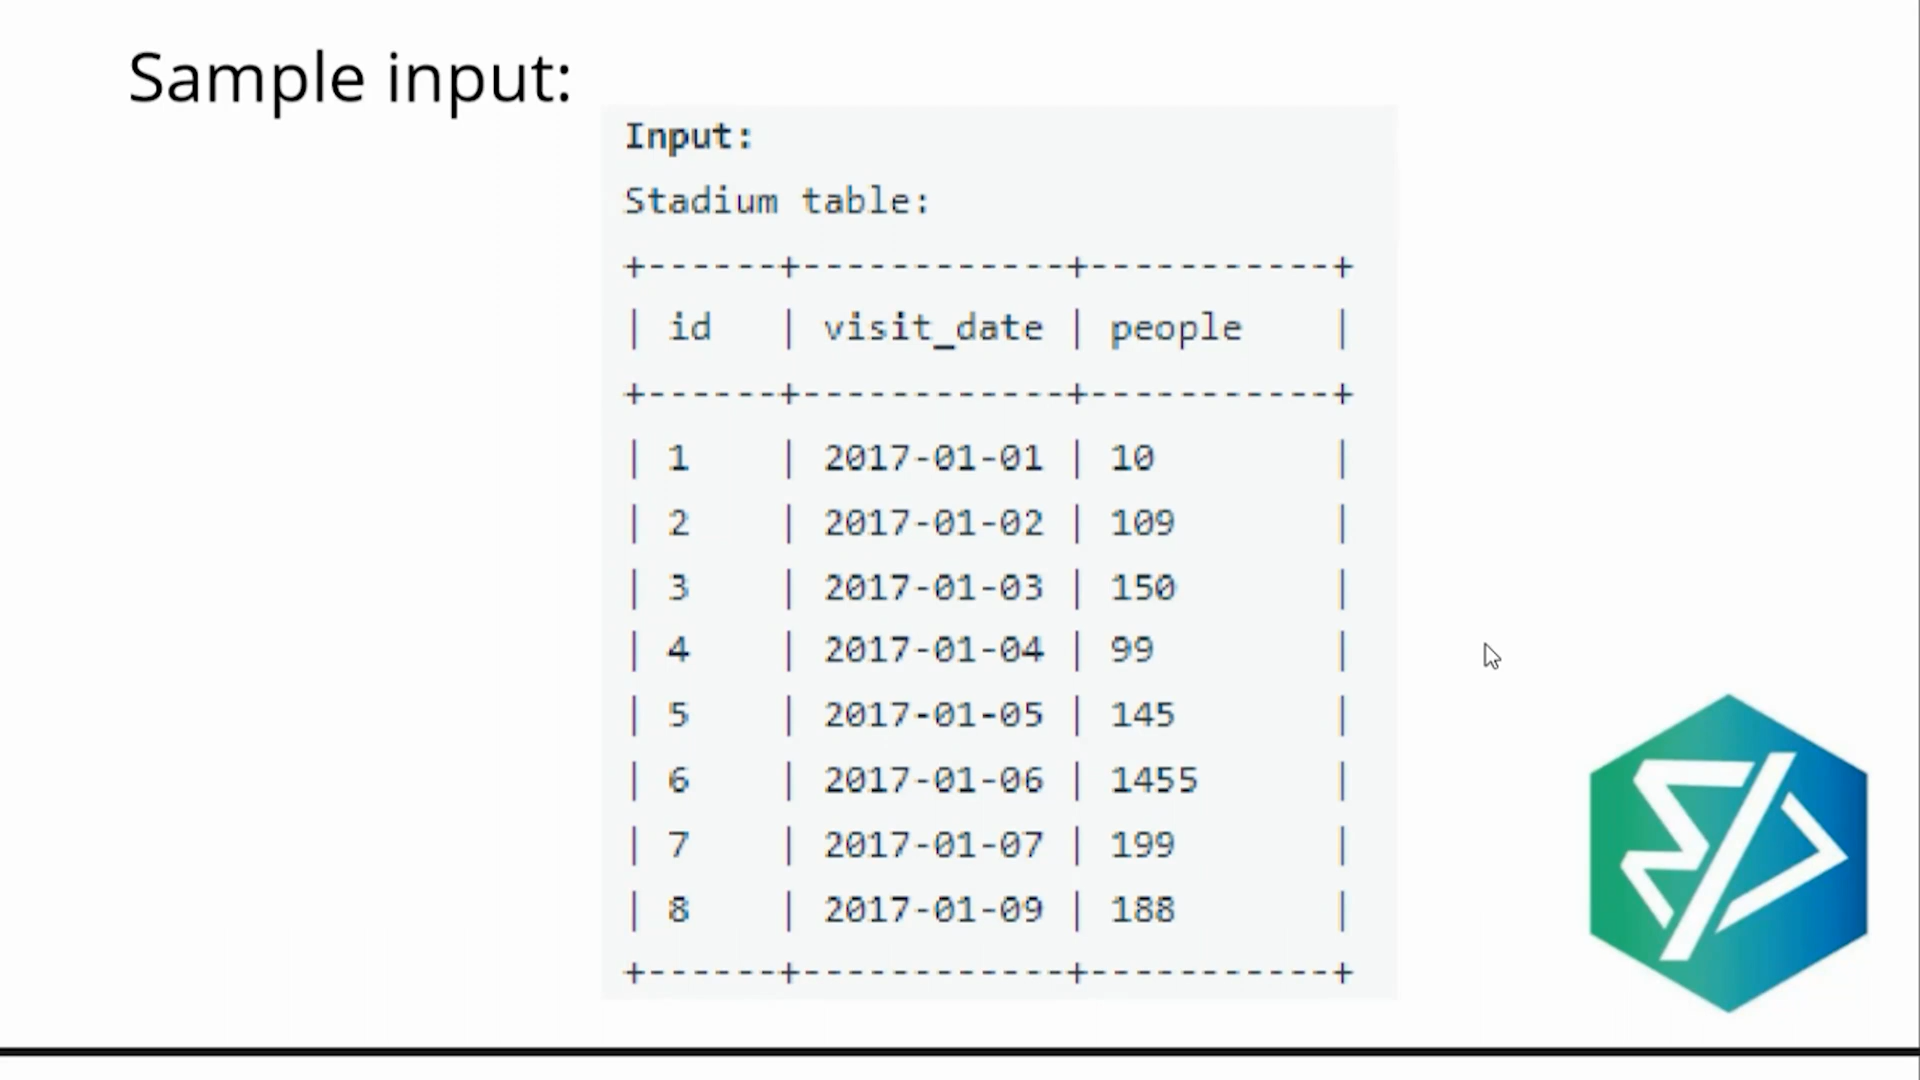 Sample input:
Input:
Stadium table:
+------+------------+-----------+
| id   | visit_date | people    |
+------+------------+-----------+
| 1    | 2017-01-01 | 10        |
| 2    | 2017-01-02 | 109       |
| 3    | 2017-01-03 | 150       |
| 4    | 2017-01-04 | 99        |
| 5    | 2017-01-05 | 145       |
| 6    | 2017-01-06 | 1455      |
| 7    | 2017-01-07 | 199       |
| 8    | 2017-01-09 | 188       |
+------+------------+-----------+